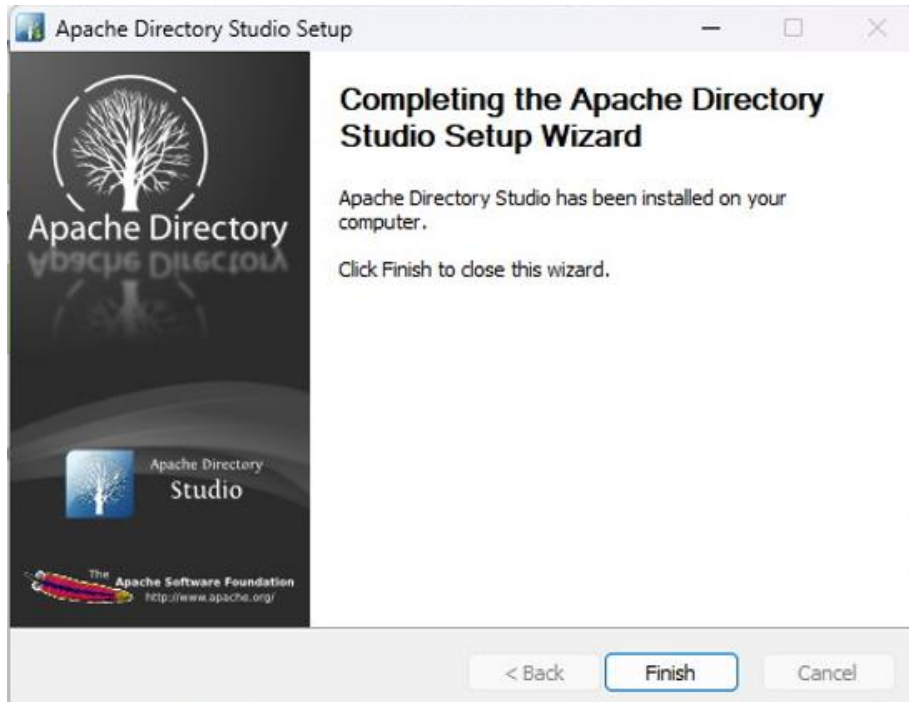 Apache Directory Studio Setup
Apache Directory
Completing the Apache Directory
Studio Setup Wizard
Apache Directory Studio has been installed on your
computer.
Click Finish to close this wizard.
Apache Directory
Studio
The Apache Software Foundation
http://www.apache.org/
< Back
Finish
Cancel